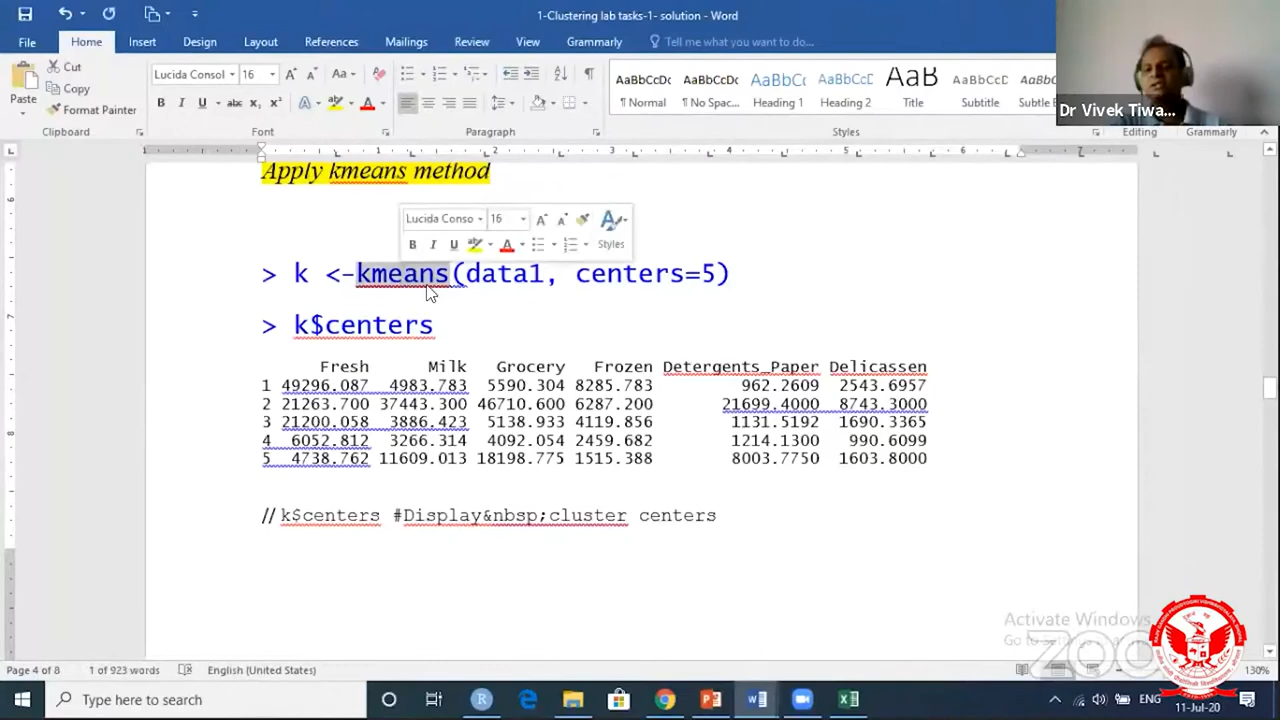 1-Clustering lab tasks-1- solution - Word
File Home Insert Design Layout References Mailings Review View Grammarly Tell me what you want to do...
Cut
Copy
Format Painter
Paste
Lucida Consol 16 Aa
B I U abc x₂ x² A
AaBbCcDc AaBbCcDc AaBbCc AaBbCcC AaB AaBbCcC
¶ Normal ¶ No Spac... Heading 1 Heading 2 Title Subtitle
Clipboard Font Paragraph Styles Editing Grammarly
Dr Vivek Tiwa...
Apply kmeans method
Lucida Conso 16
B I U A Styles
> k <-kmeans(data1, centers=5)
> k$centers
Fresh Milk Grocery Frozen Detergents_Paper Delicassen
1 49296.087 4983.783 5590.304 8285.783 962.2609 2543.6957
2 21263.700 37443.300 46710.600 6287.200 21699.4000 8743.3000
3 21200.058 3886.423 5138.933 4119.856 1131.5192 1690.3365
4 6052.812 3266.314 4092.054 2459.682 1214.1300 990.6099
5 4738.762 11609.013 18198.775 1515.388 8003.7750 1603.8000
// k$centers #Display&nbsp;cluster centers
Activate Windows
Page 4 of 8 1 of 923 words English (United States) 130%
Type here to search
ENG
11-Jul-20